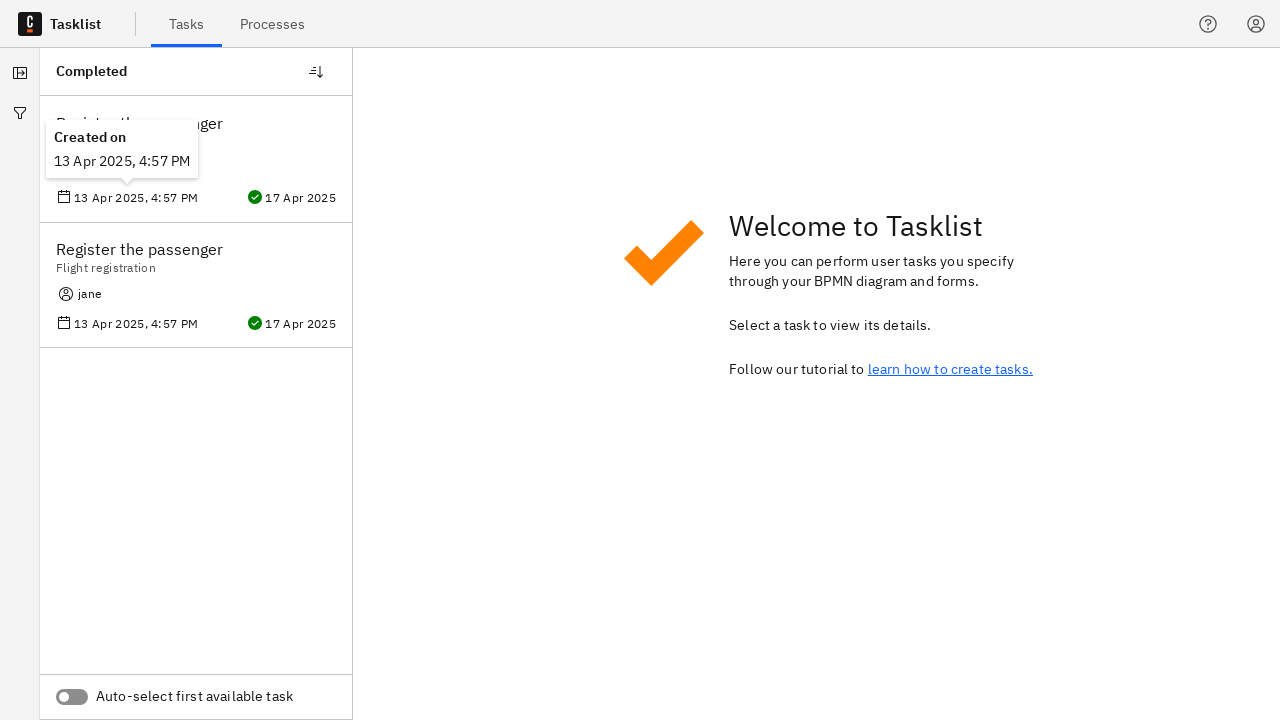 Tasklist
Tasks
Processes
Completed
Created on
13 Apr 2025, 4:57 PM
13 Apr 2025, 4:57 PM
17 Apr 2025
Register the passenger
Flight registration
jane
13 Apr 2025, 4:57 PM
17 Apr 2025
Auto-select first available task
Welcome to Tasklist
Here you can perform user tasks you specify
through your BPMN diagram and forms.
Select a task to view its details.
Follow our tutorial to learn how to create tasks.